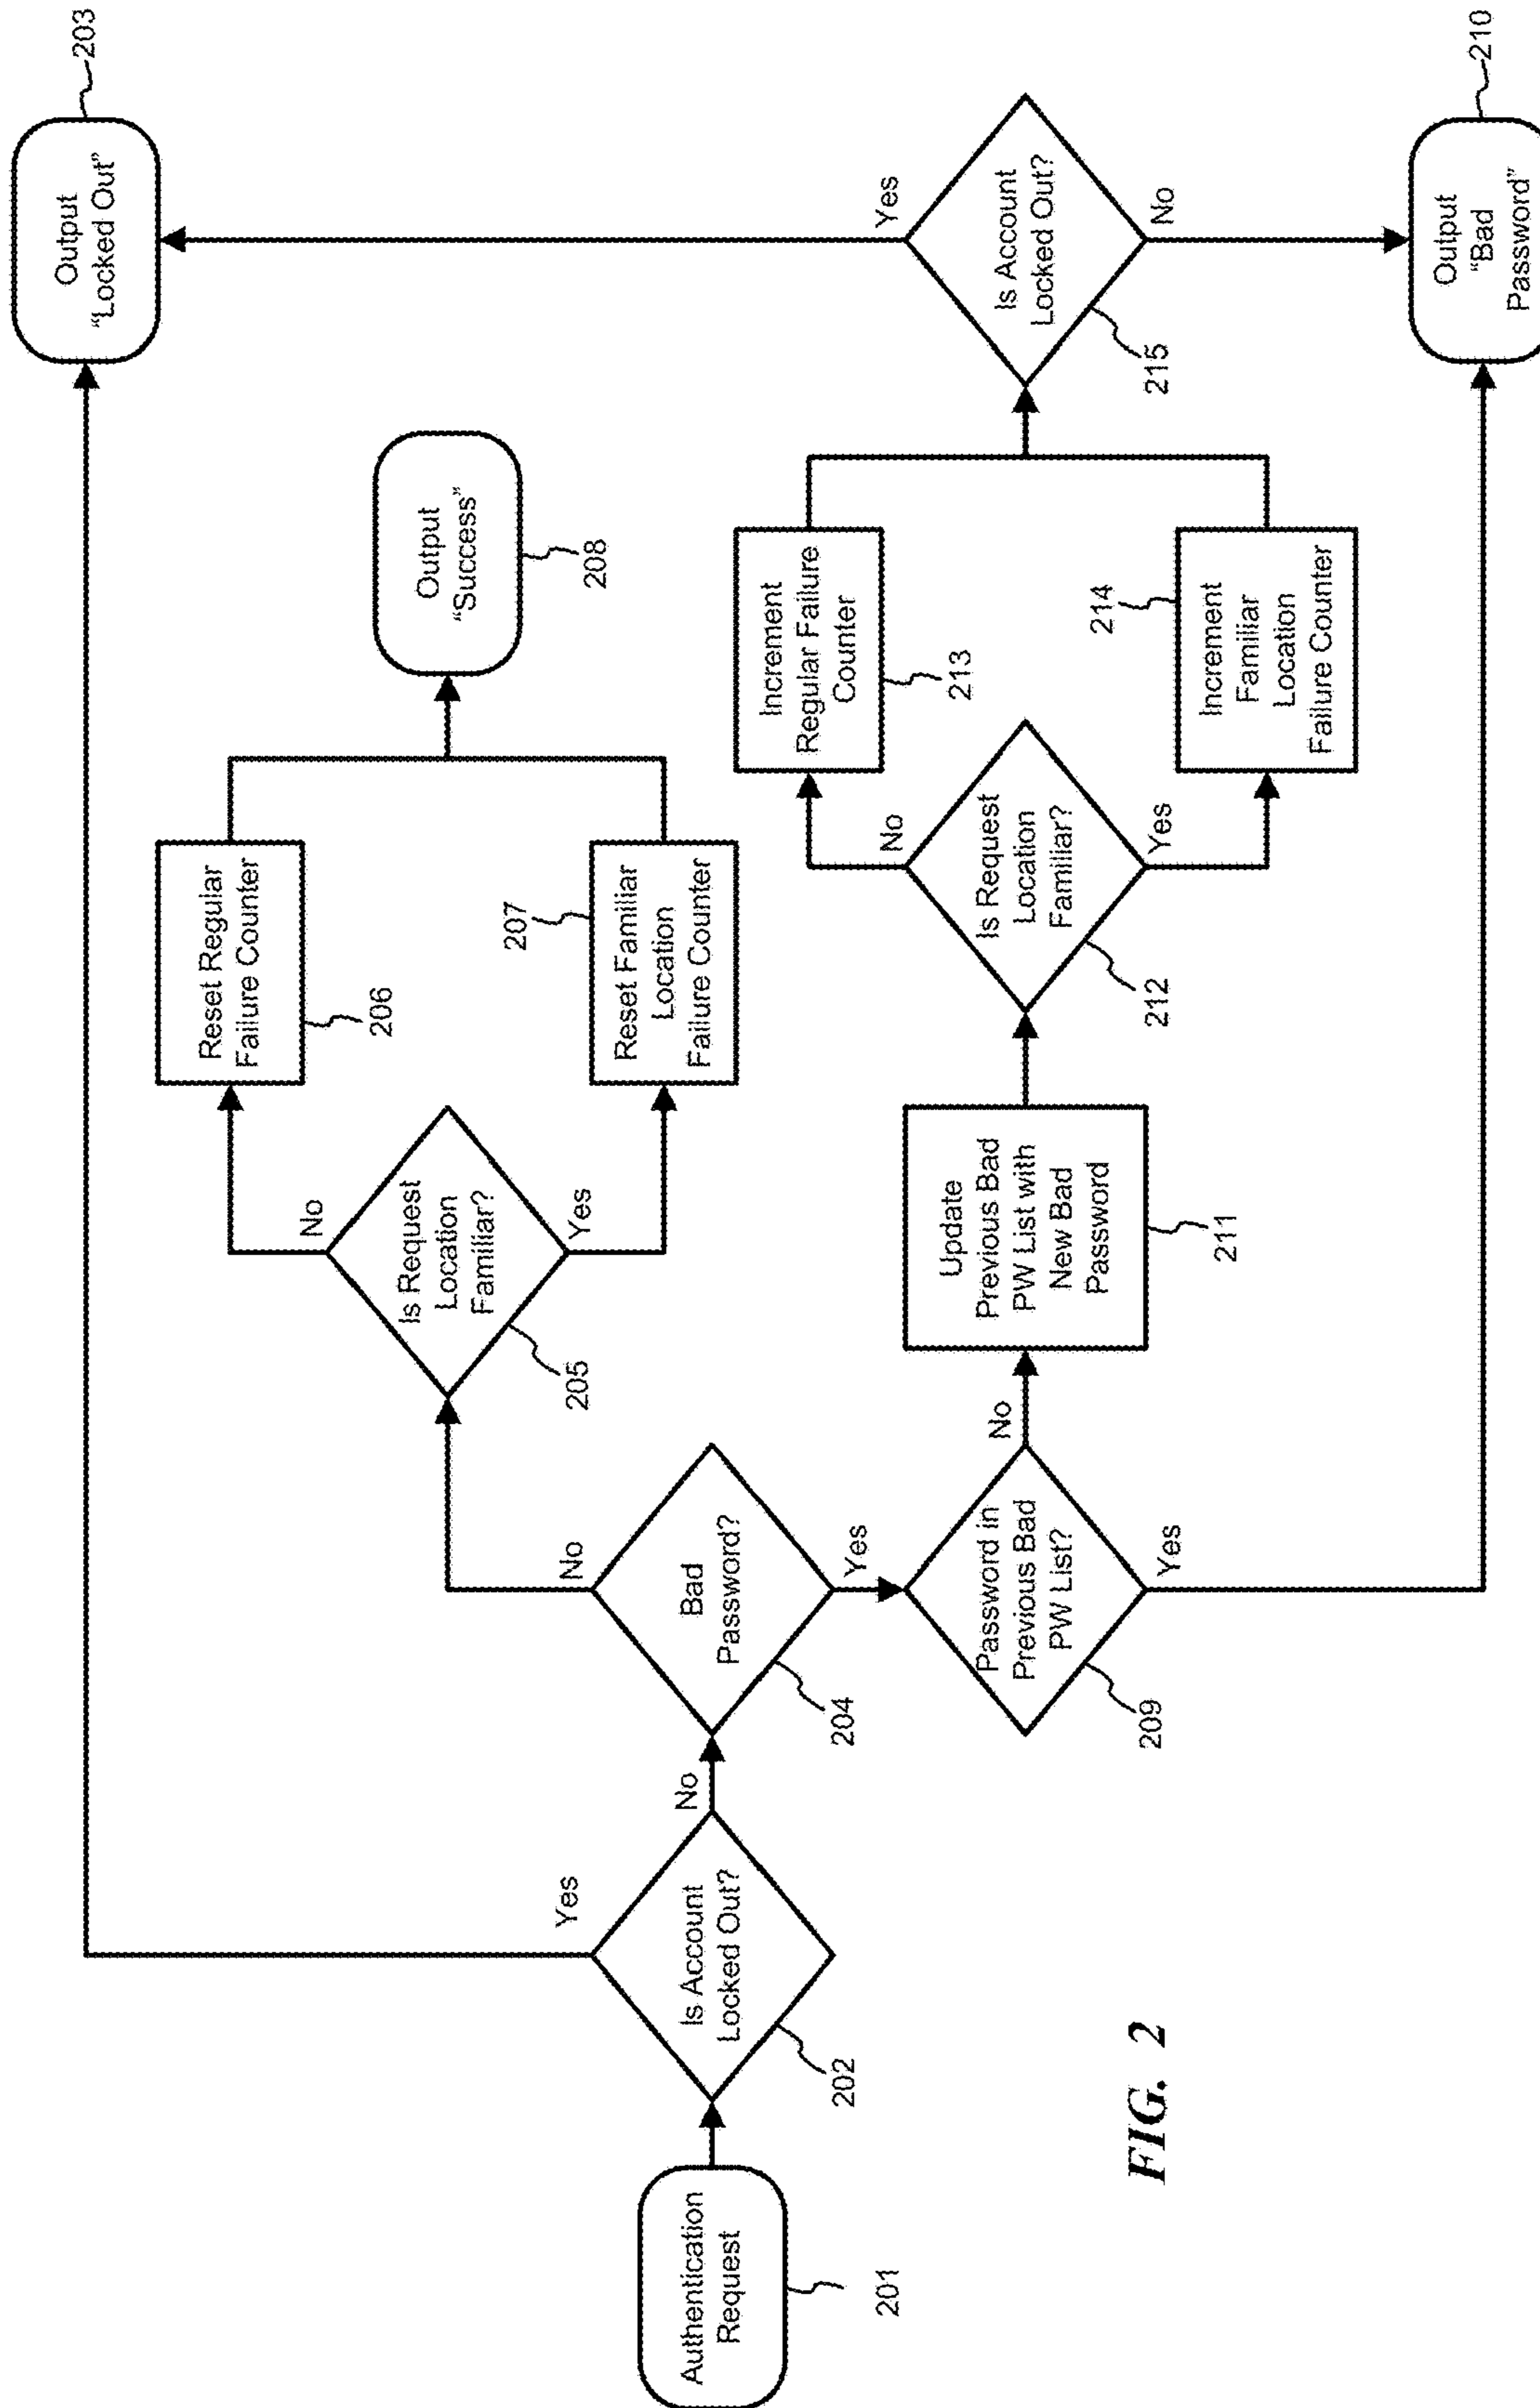 Authentication
Request
201
Is Account
Locked Out?
202
Yes
No
Output
"Locked Out"
203
Bad
Password?
204
No
Yes
Is Request
Location
Familiar?
205
No
Yes
Reset Regular
Failure Counter
206
Reset Familiar
Location
Failure Counter
207
Output
"Success"
208
Password in
Previous Bad
PW List?
209
No
Yes
Update
Previous Bad
PW List with
New Bad
Password
211
Is Request
Location
Familiar?
212
No
Yes
Increment
Regular Failure
Counter
213
Increment
Familiar
Location
Failure Counter
214
Is Account
Locked Out?
215
Yes
No
Output
"Bad
Password"
210
FIG. 2